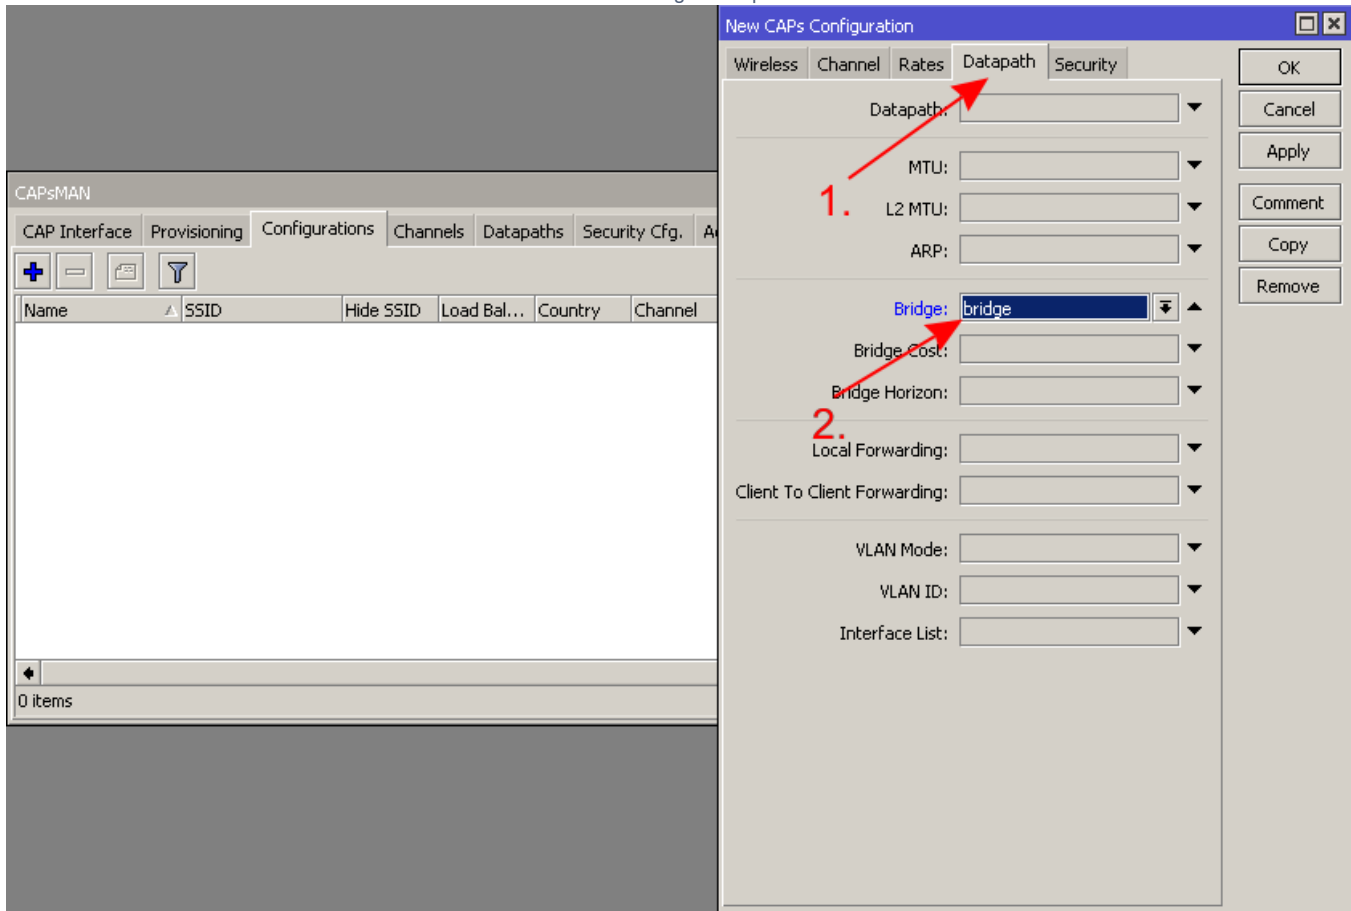 New CAPs Configuration
Wireless Channel Rates Datapath Security
OK
Datapath:
Cancel
Apply
MTU:
1.
L2 MTU:
Comment
ARP:
Copy
Remove
Bridge: bridge
Bridge Cost:
Bridge Horizon:
2.
Local Forwarding:
Client To Client Forwarding:
VLAN Mode:
VLAN ID:
Interface List:
CAPsMAN
CAP Interface Provisioning Configurations Channels Datapaths Security Cfg.
Name SSID Hide SSID Load Bal... Country Channel
0 items